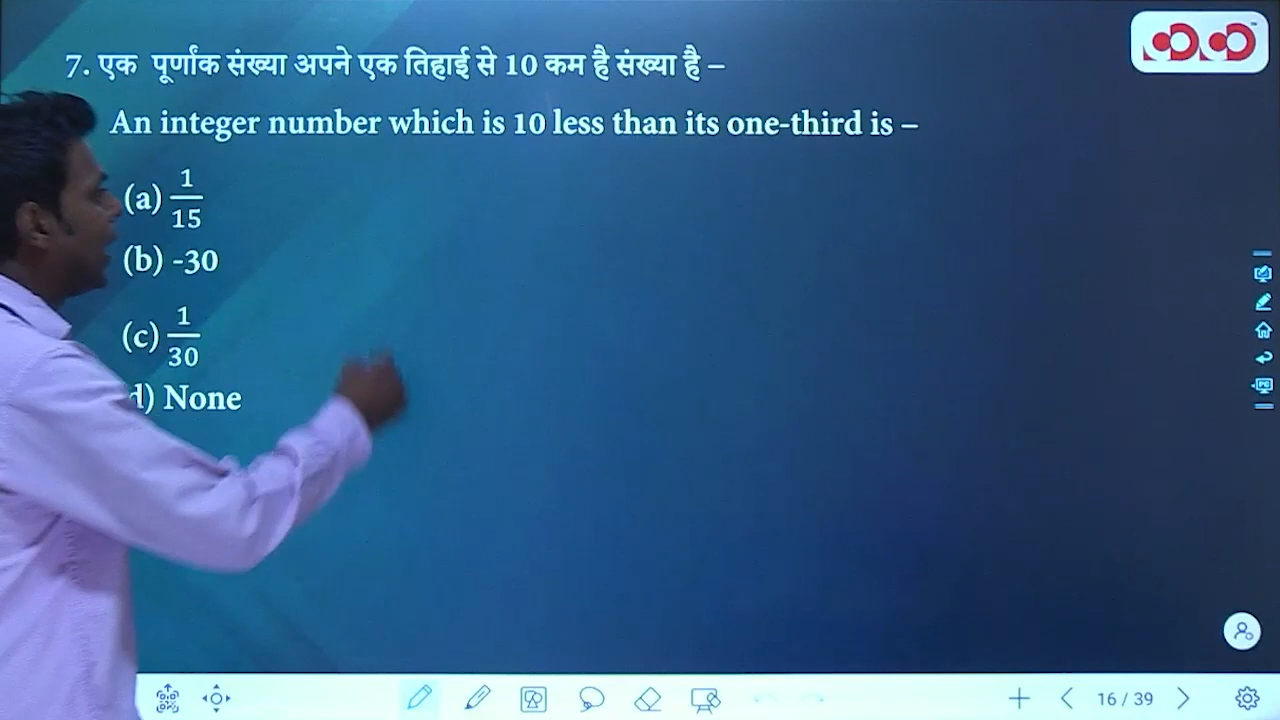 7. एक पूर्णांक संख्या अपने एक तिहाई से 10 कम है संख्या है –
An integer number which is 10 less than its one-third is –
(a) 1/15
(b) -30
(c) 1/30
d) None
16 / 39